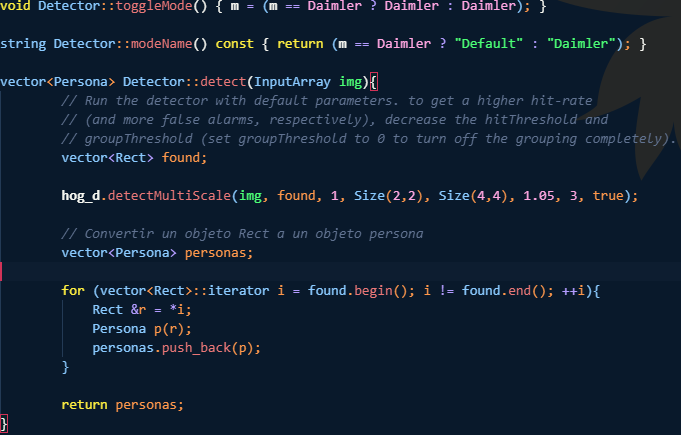 void Detector::toggleMode() { m = (m == Daimler ? Daimler : Daimler); }
string Detector::modeName() const { return (m == Daimler ? "Default" : "Daimler"); }
vector<Persona> Detector::detect(InputArray img){
// Run the detector with default parameters. to get a higher hit-rate
// (and more false alarms, respectively), decrease the hitThreshold and
// groupThreshold (set groupThreshold to 0 to turn off the grouping completely).
vector<Rect> found;
hog_d.detectMultiScale(img, found, 1, Size(2,2), Size(4,4), 1.05, 3, true);
// Convertir un objeto Rect a un objeto persona
vector<Persona> personas;
for (vector<Rect>::iterator i = found.begin(); i != found.end(); ++i){
Rect &r = *i;
Persona p(r);
personas.push_back(p);
}
return personas;
}